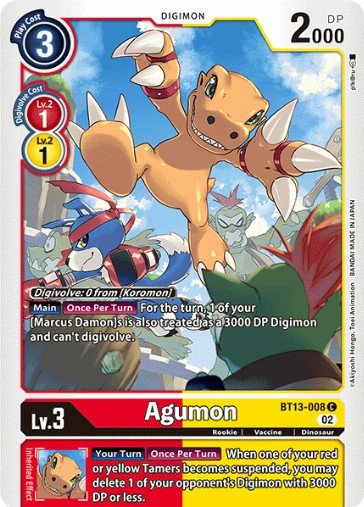 Play Cost
3
DIGIMON
DP
2000
Digivolve Cost
Lv.2
1
Lv.2
1
Digivolve: 0 from [Koromon]
Main Once Per Turn For the turn, 1 of your
[Marcus Damon]s is also treated as a 3000 DP Digimon
and can't digivolve.
©Akiyoshi Hongo, Toei Animation BANDAI MADE IN JAPAN
Lv.3
Agumon
BT13-008 C
02
Rookie | Vaccine | Dinosaur
Inherited Effect
Your Turn Once Per Turn When one of your red
or yellow Tamers becomes suspended, you may
delete 1 of your opponent's Digimon with 3000
DP or less.